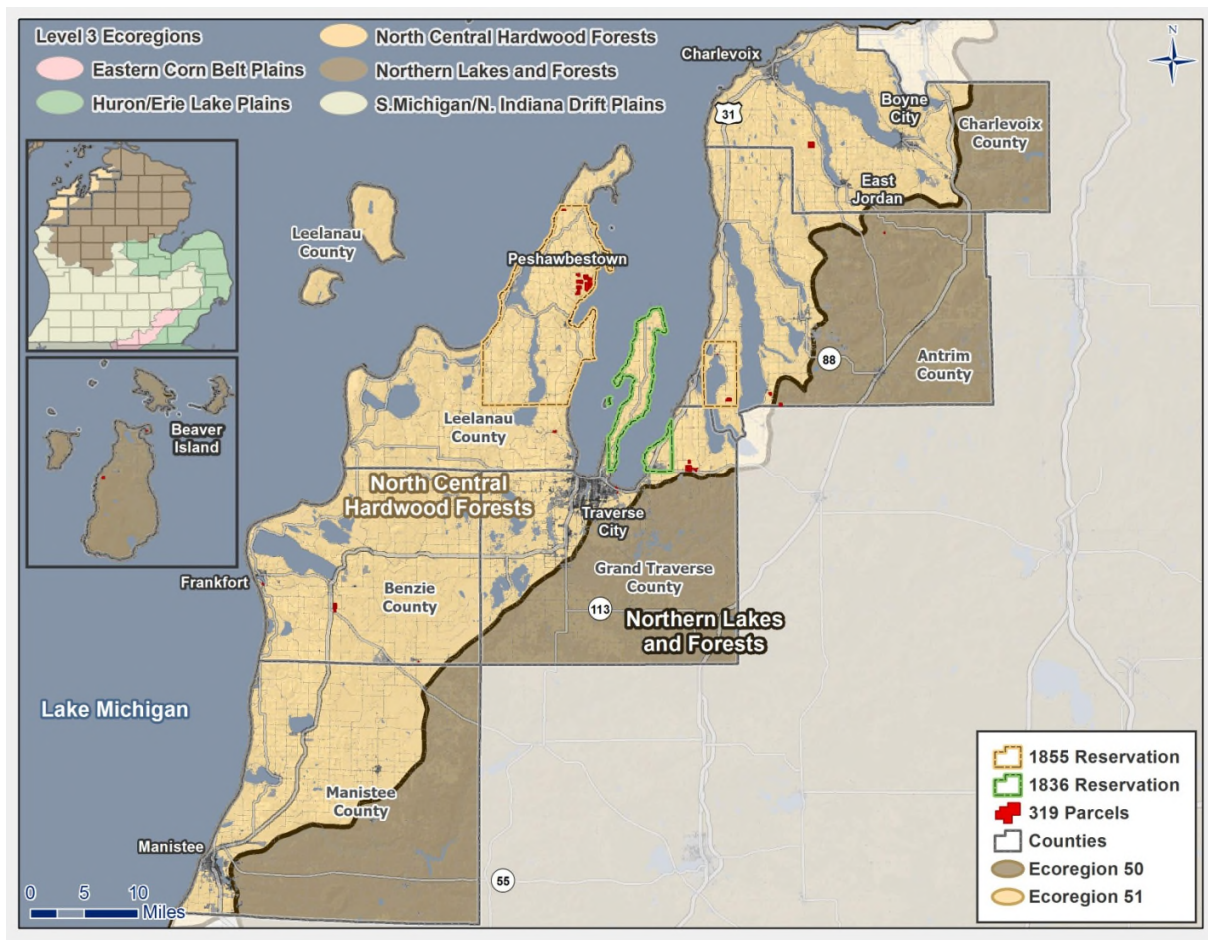 Level 3 Ecoregions
Eastern Corn Belt Plains
Huron/Erie Lake Plains
North Central Hardwood Forests
Northern Lakes and Forests
S.Michigan/N. Indiana Drift Plains
N
Charlevoix
31
Boyne
City
Charlevoix
County
East
Jordan
Leelanau
County
Peshawbestown
88
Antrim
County
Beaver
Island
Leelanau
County
North Central
Hardwood Forests
Traverse
City
Frankfort
Benzie
County
Grand Traverse
County
113
Northern Lakes
and Forests
Lake Michigan
Manistee
County
Manistee
55
0 5 10
Miles
1855 Reservation
1836 Reservation
319 Parcels
Counties
Ecoregion 50
Ecoregion 51